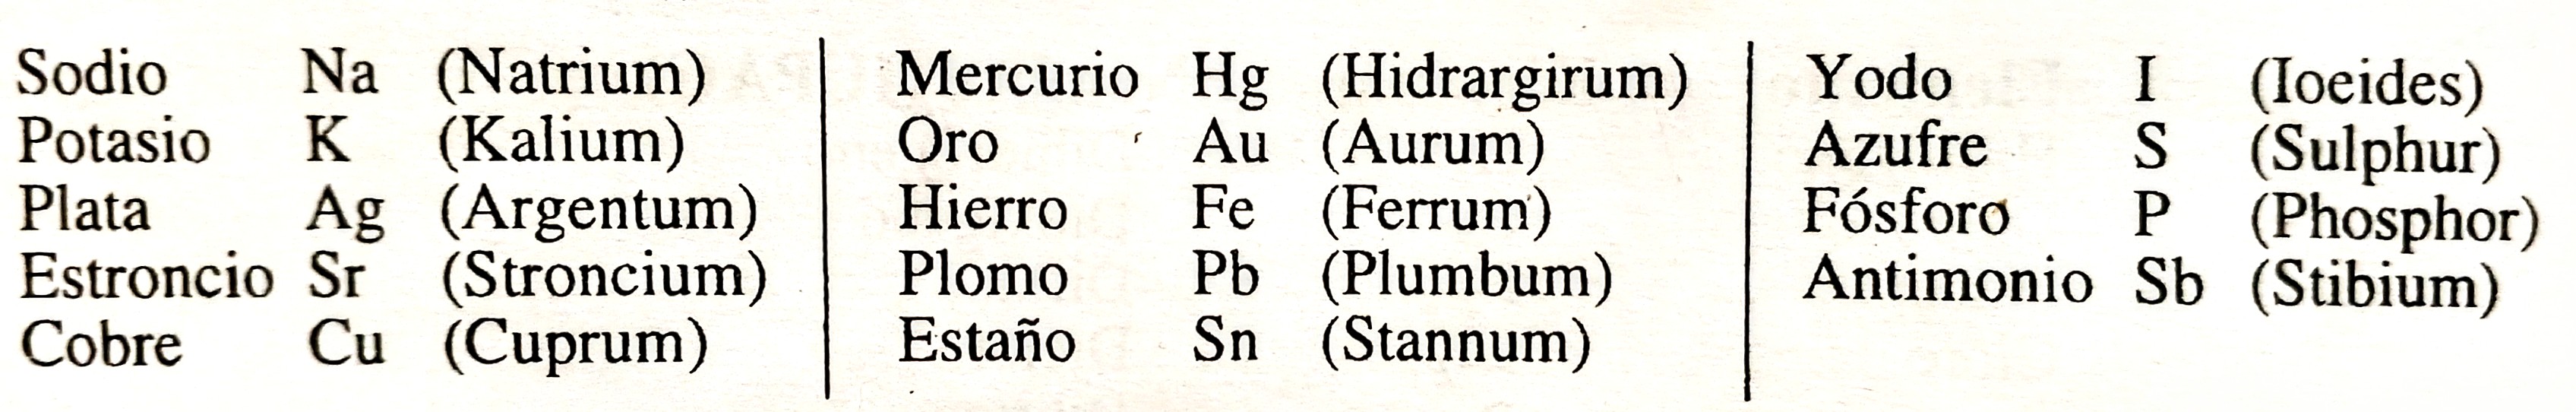 Sodio Na (Natrium)
Potasio K (Kalium)
Plata Ag (Argentum)
Estroncio Sr (Stroncium)
Cobre Cu (Cuprum)
Mercurio Hg (Hidrargirum)
Oro Au (Aurum)
Hierro Fe (Ferrum)
Plomo Pb (Plumbum)
Estaño Sn (Stannum)
Yodo I (Ioeides)
Azufre S (Sulphur)
Fósforo P (Phosphor)
Antimonio Sb (Stibium)